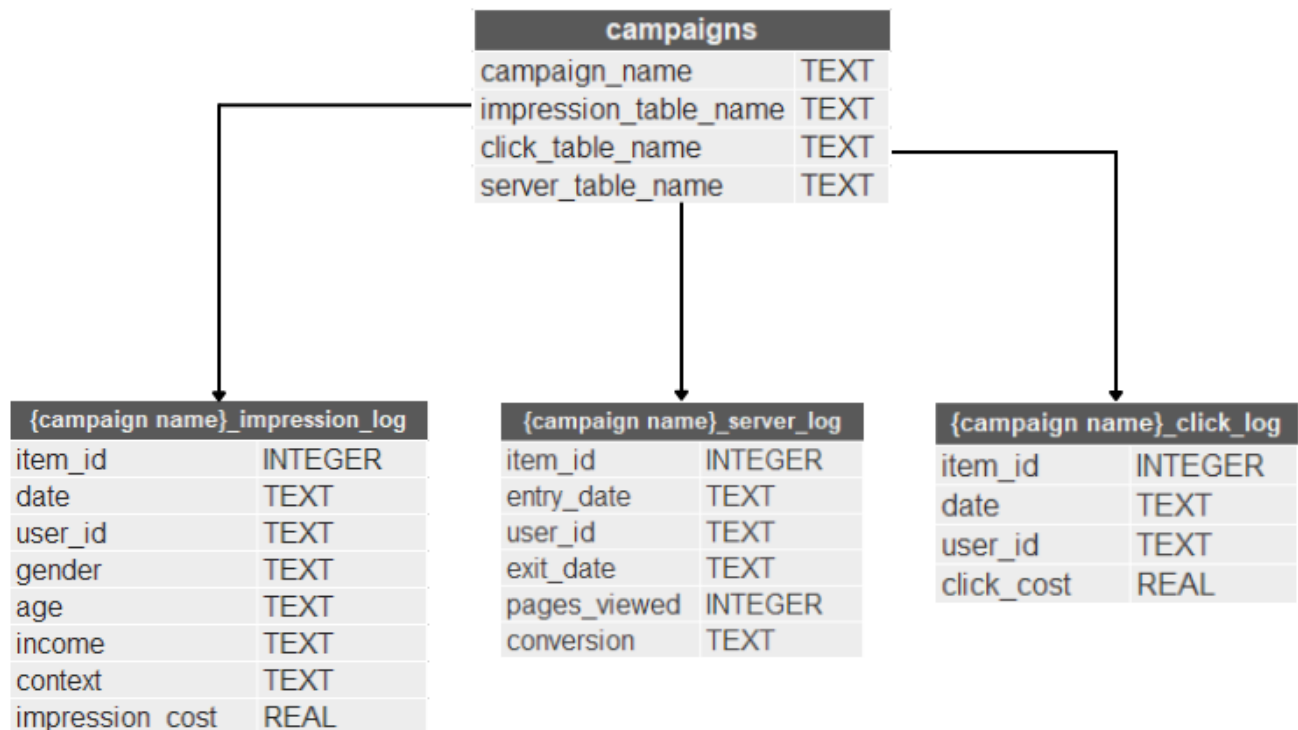 campaigns
campaign_name TEXT
impression_table_name TEXT
click_table_name TEXT
server_table_name TEXT
{campaign name}_impression_log
item_id INTEGER
date TEXT
user_id TEXT
gender TEXT
age TEXT
income TEXT
context TEXT
impression_cost REAL
{campaign name}_server_log
item_id INTEGER
entry_date TEXT
user_id TEXT
exit_date TEXT
pages_viewed INTEGER
conversion TEXT
{campaign name}_click_log
item_id INTEGER
date TEXT
user_id TEXT
click_cost REAL